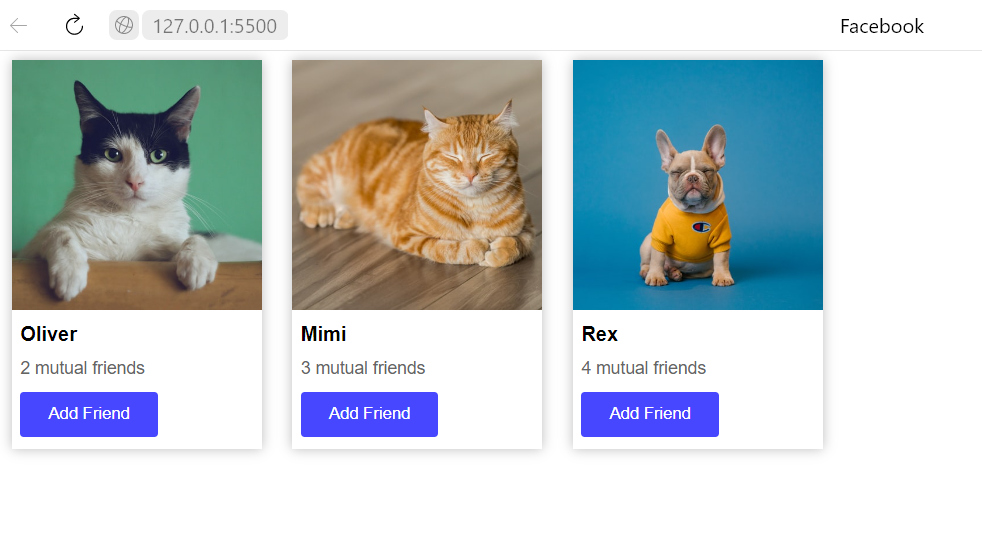 127.0.0.1:5500
Facebook
Oliver
2 mutual friends
Add Friend
Mimi
3 mutual friends
Add Friend
Rex
4 mutual friends
Add Friend